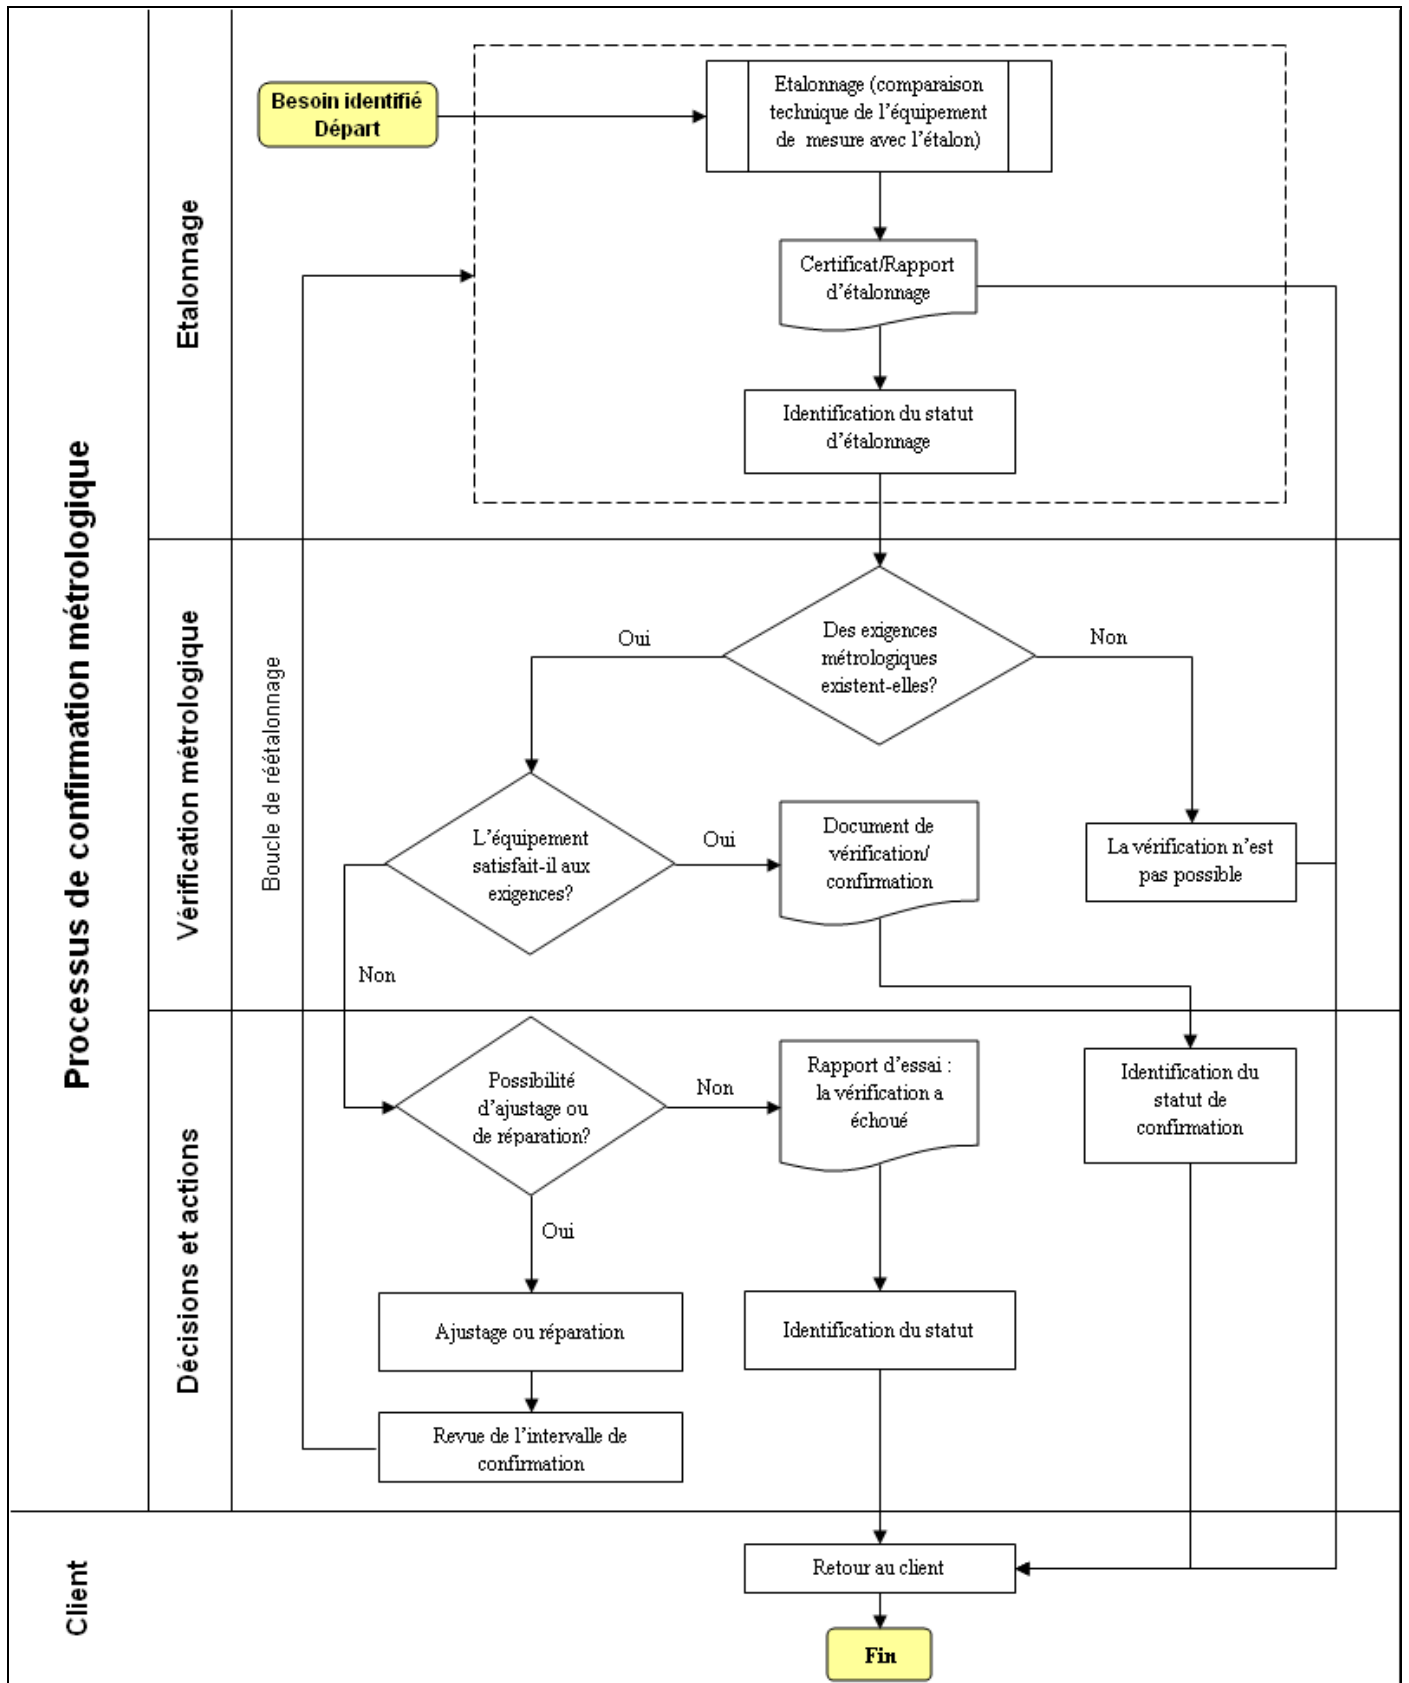 Processus de confirmation métrologique
Etalonnage
Besoin identifié
Départ
Etalonnage (comparaison
technique de l'équipement
de mesure avec l'étalon)
Certificat/Rapport
d'étalonnage
Identification du statut
d'étalonnage
Vérification métrologique
Boucle de réétalonnage
Des exigences
métrologiques
existent-elles?
Oui
Non
L'équipement
satisfait-il aux
exigences?
Oui
Document de
vérification/
confirmation
La vérification n'est
pas possible
Non
Décisions et actions
Possibilité
d'ajustage ou
de réparation?
Non
Rapport d'essai :
la vérification a
échoué
Identification du
statut de
confirmation
Oui
Ajustage ou réparation
Identification du statut
Revue de l'intervalle de
confirmation
Client
Retour au client
Fin